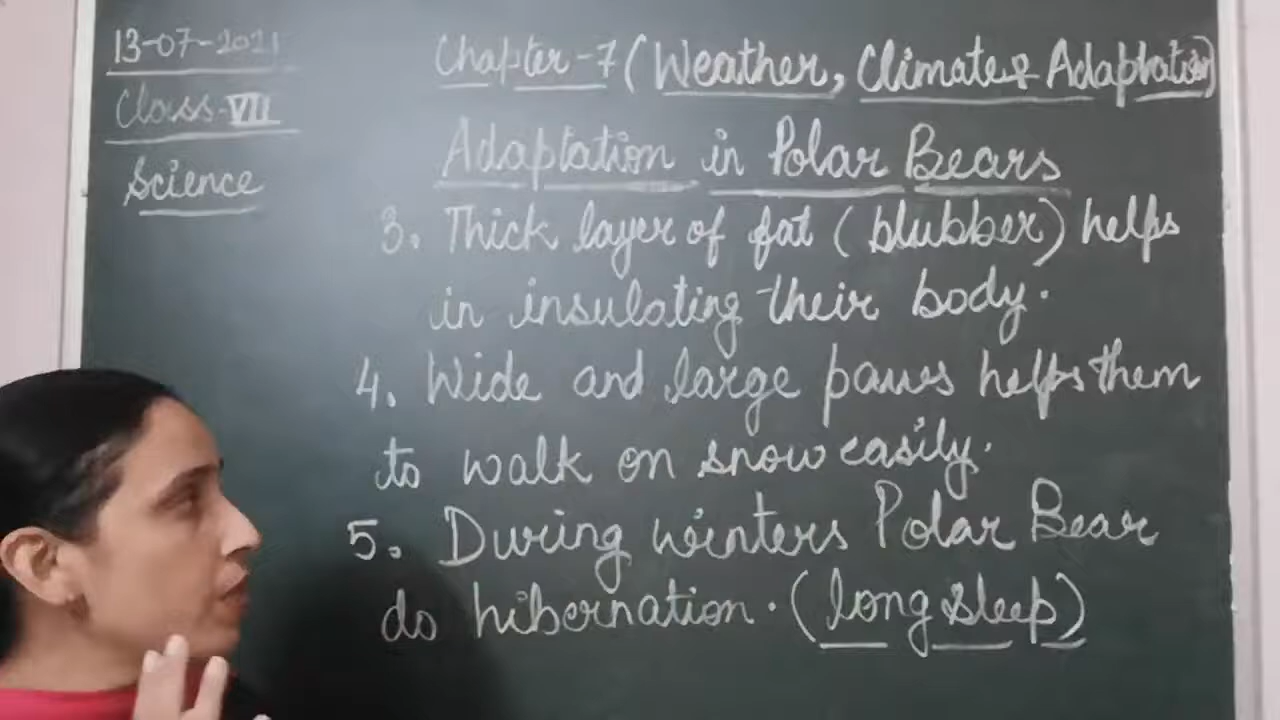 13-07-2021
Class-VII
Science
Chapter-7 (Weather, Climate & Adaptation)
Adaptation in Polar Bears
3. Thick layer of fat (blubber) helps
in insulating their body.
4. Wide and large paws helps them
to walk on snow easily.
5. During winters Polar Bear
do hibernation. (long sleep)